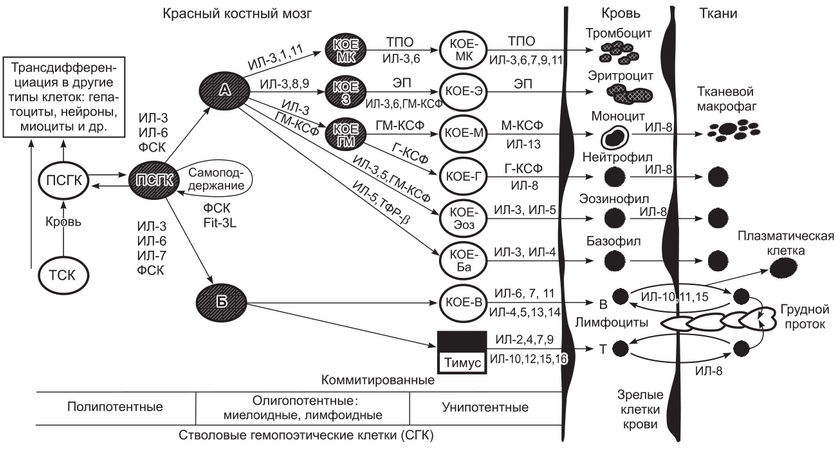 Красный костный мозг
Кровь
Ткани
Трансдифферен-
циация в другие
типы клеток: гепа-
тоциты, нейроны,
миоциты и др.
ПСГК
Кровь
ТСК
ИЛ-3
ИЛ-6
ФСК
ПСГК
Самопод-
держание
ФСК
Fit-3L
ИЛ-3
ИЛ-6
ИЛ-7
ФСК
А
Б
ИЛ-3,1,11
КОЕ
МК
ТПО
ИЛ-3,6
КОЕ-
МК
ТПО
ИЛ-3,6,7,9,11
Тромбоцит
ИЛ-3,8,9
КОЕ
Э
ЭП
ИЛ-3,6,ГМ-КСФ
КОЕ-Э
ЭП
Эритроцит
ИЛ-3
ГМ-КСФ
КОЕ
ГМ
ГМ-КСФ
КОЕ-М
М-КСФ
ИЛ-13
Моноцит
ИЛ-8
Тканевой
макрофаг
Г-КСФ
КОЕ-Г
Г-КСФ
ИЛ-8
Нейтрофил
ИЛ-8
ИЛ-3,5,ГМ-КСФ
КОЕ-
Эоз
ИЛ-3, ИЛ-5
Эозинофил
ИЛ-8
ИЛ-5,ТФР-β
КОЕ-
Ба
ИЛ-3, ИЛ-4
Базофил
Плазматическая
клетка
КОЕ-В
ИЛ-6, 7, 11
ИЛ-4,5,13,14
В
ИЛ-10,11,15
Лимфоциты
Грудной
проток
Тимус
ИЛ-2,4,7,9
ИЛ-10,12,15,16
Т
ИЛ-8
Коммитированные
Полипотентные
Олигопотентные:
миелоидные, лимфоидные
Унипотентные
Зрелые
клетки
крови
Стволовые гемопоэтические клетки (СГК)